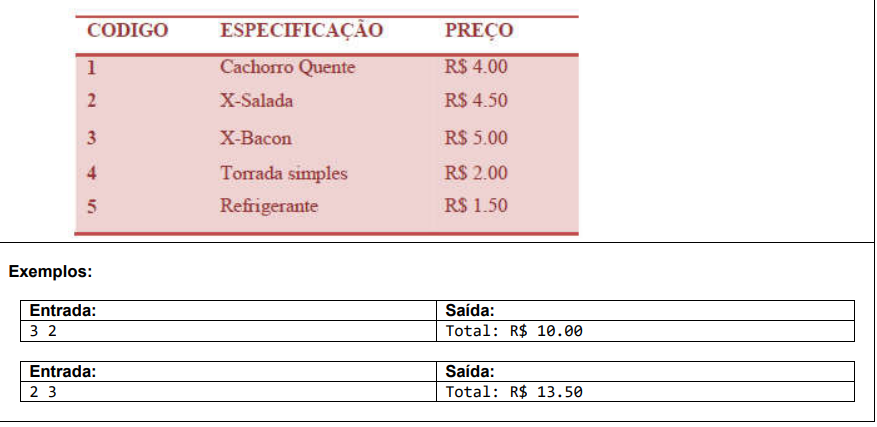 CODIGO ESPECIFICAÇÃO PREÇO
1 Cachorro Quente R$ 4.00
2 X-Salada R$ 4.50
3 X-Bacon R$ 5.00
4 Torrada simples R$ 2.00
5 Refrigerante R$ 1.50
Exemplos:
Entrada: Saída:
3 2 Total: R$ 10.00
Entrada: Saída:
2 3 Total: R$ 13.50